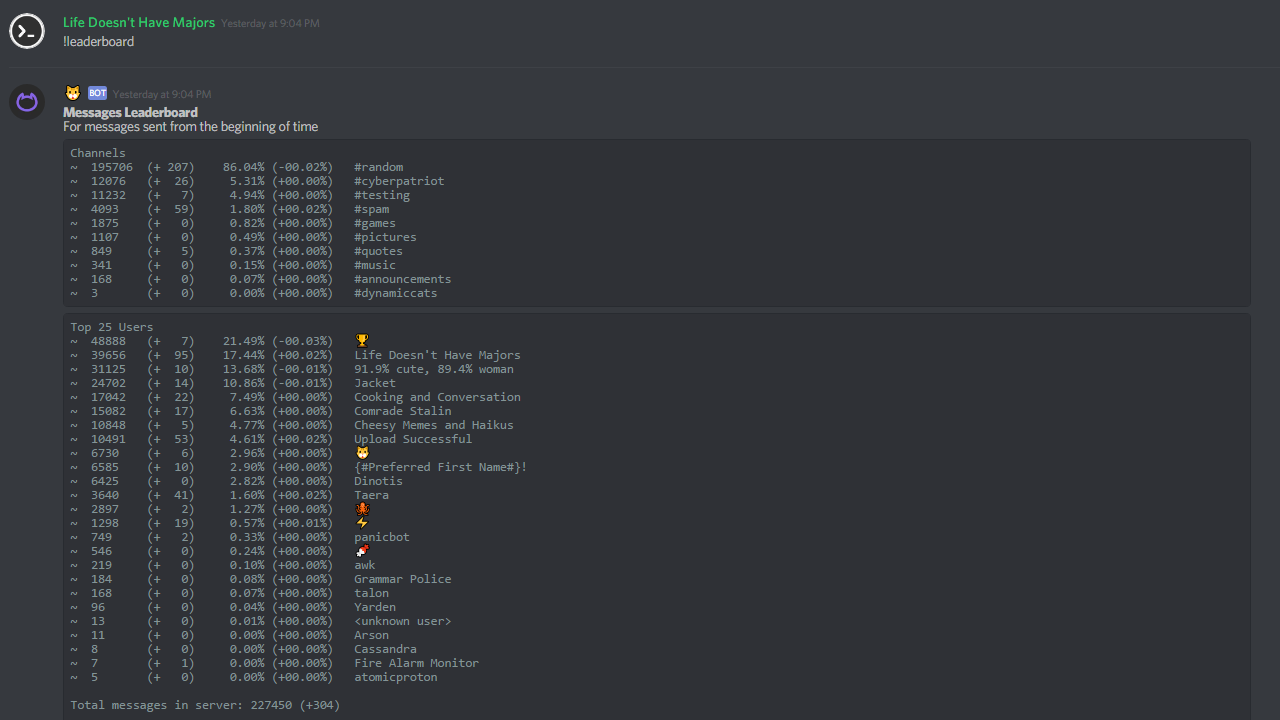 Life Doesn't Have Majors Yesterday at 9:04 PM
!leaderboard
🐱 BOT Yesterday at 9:04 PM
Messages Leaderboard
For messages sent from the beginning of time
Channels
~ 195706 (+ 207) 86.04% (-00.02%) #random
~ 12076 (+ 26) 5.31% (+00.00%) #cyberpatriot
~ 11232 (+ 7) 4.94% (+00.00%) #testing
~ 4093 (+ 59) 1.80% (+00.02%) #spam
~ 1875 (+ 0) 0.82% (+00.00%) #games
~ 1107 (+ 0) 0.49% (+00.00%) #pictures
~ 849 (+ 5) 0.37% (+00.00%) #quotes
~ 341 (+ 0) 0.15% (+00.00%) #music
~ 168 (+ 0) 0.07% (+00.00%) #announcements
~ 3 (+ 0) 0.00% (+00.00%) #dynamiccats
Top 25 Users
~ 48888 (+ 7) 21.49% (-00.03%) 🏆
~ 39656 (+ 95) 17.44% (+00.02%) Life Doesn't Have Majors
~ 31125 (+ 10) 13.68% (-00.01%) 91.9% cute, 89.4% woman
~ 24702 (+ 14) 10.86% (-00.01%) Jacket
~ 17042 (+ 22) 7.49% (+00.00%) Cooking and Conversation
~ 15082 (+ 17) 6.63% (+00.00%) Comrade Stalin
~ 10848 (+ 5) 4.77% (+00.00%) Cheesy Memes and Haikus
~ 10491 (+ 53) 4.61% (+00.02%) Upload Successful
~ 6730 (+ 6) 2.96% (+00.00%) 🐱
~ 6585 (+ 10) 2.90% (+00.00%) {#Preferred First Name#}!
~ 6425 (+ 0) 2.82% (+00.00%) Dinotis
~ 3640 (+ 41) 1.60% (+00.02%) Taera
~ 2897 (+ 2) 1.27% (+00.00%) 🐙
~ 1298 (+ 19) 0.57% (+00.01%) ⚡
~ 749 (+ 2) 0.33% (+00.00%) panicbot
~ 546 (+ 0) 0.24% (+00.00%)
~ 219 (+ 0) 0.10% (+00.00%) awk
~ 184 (+ 0) 0.08% (+00.00%) Grammar Police
~ 168 (+ 0) 0.07% (+00.00%) talon
~ 96 (+ 0) 0.04% (+00.00%) Yarden
~ 13 (+ 0) 0.01% (+00.00%) <unknown user>
~ 11 (+ 0) 0.00% (+00.00%) Arson
~ 8 (+ 0) 0.00% (+00.00%) Cassandra
~ 7 (+ 1) 0.00% (+00.00%) Fire Alarm Monitor
~ 5 (+ 0) 0.00% (+00.00%) atomicproton
Total messages in server: 227450 (+304)